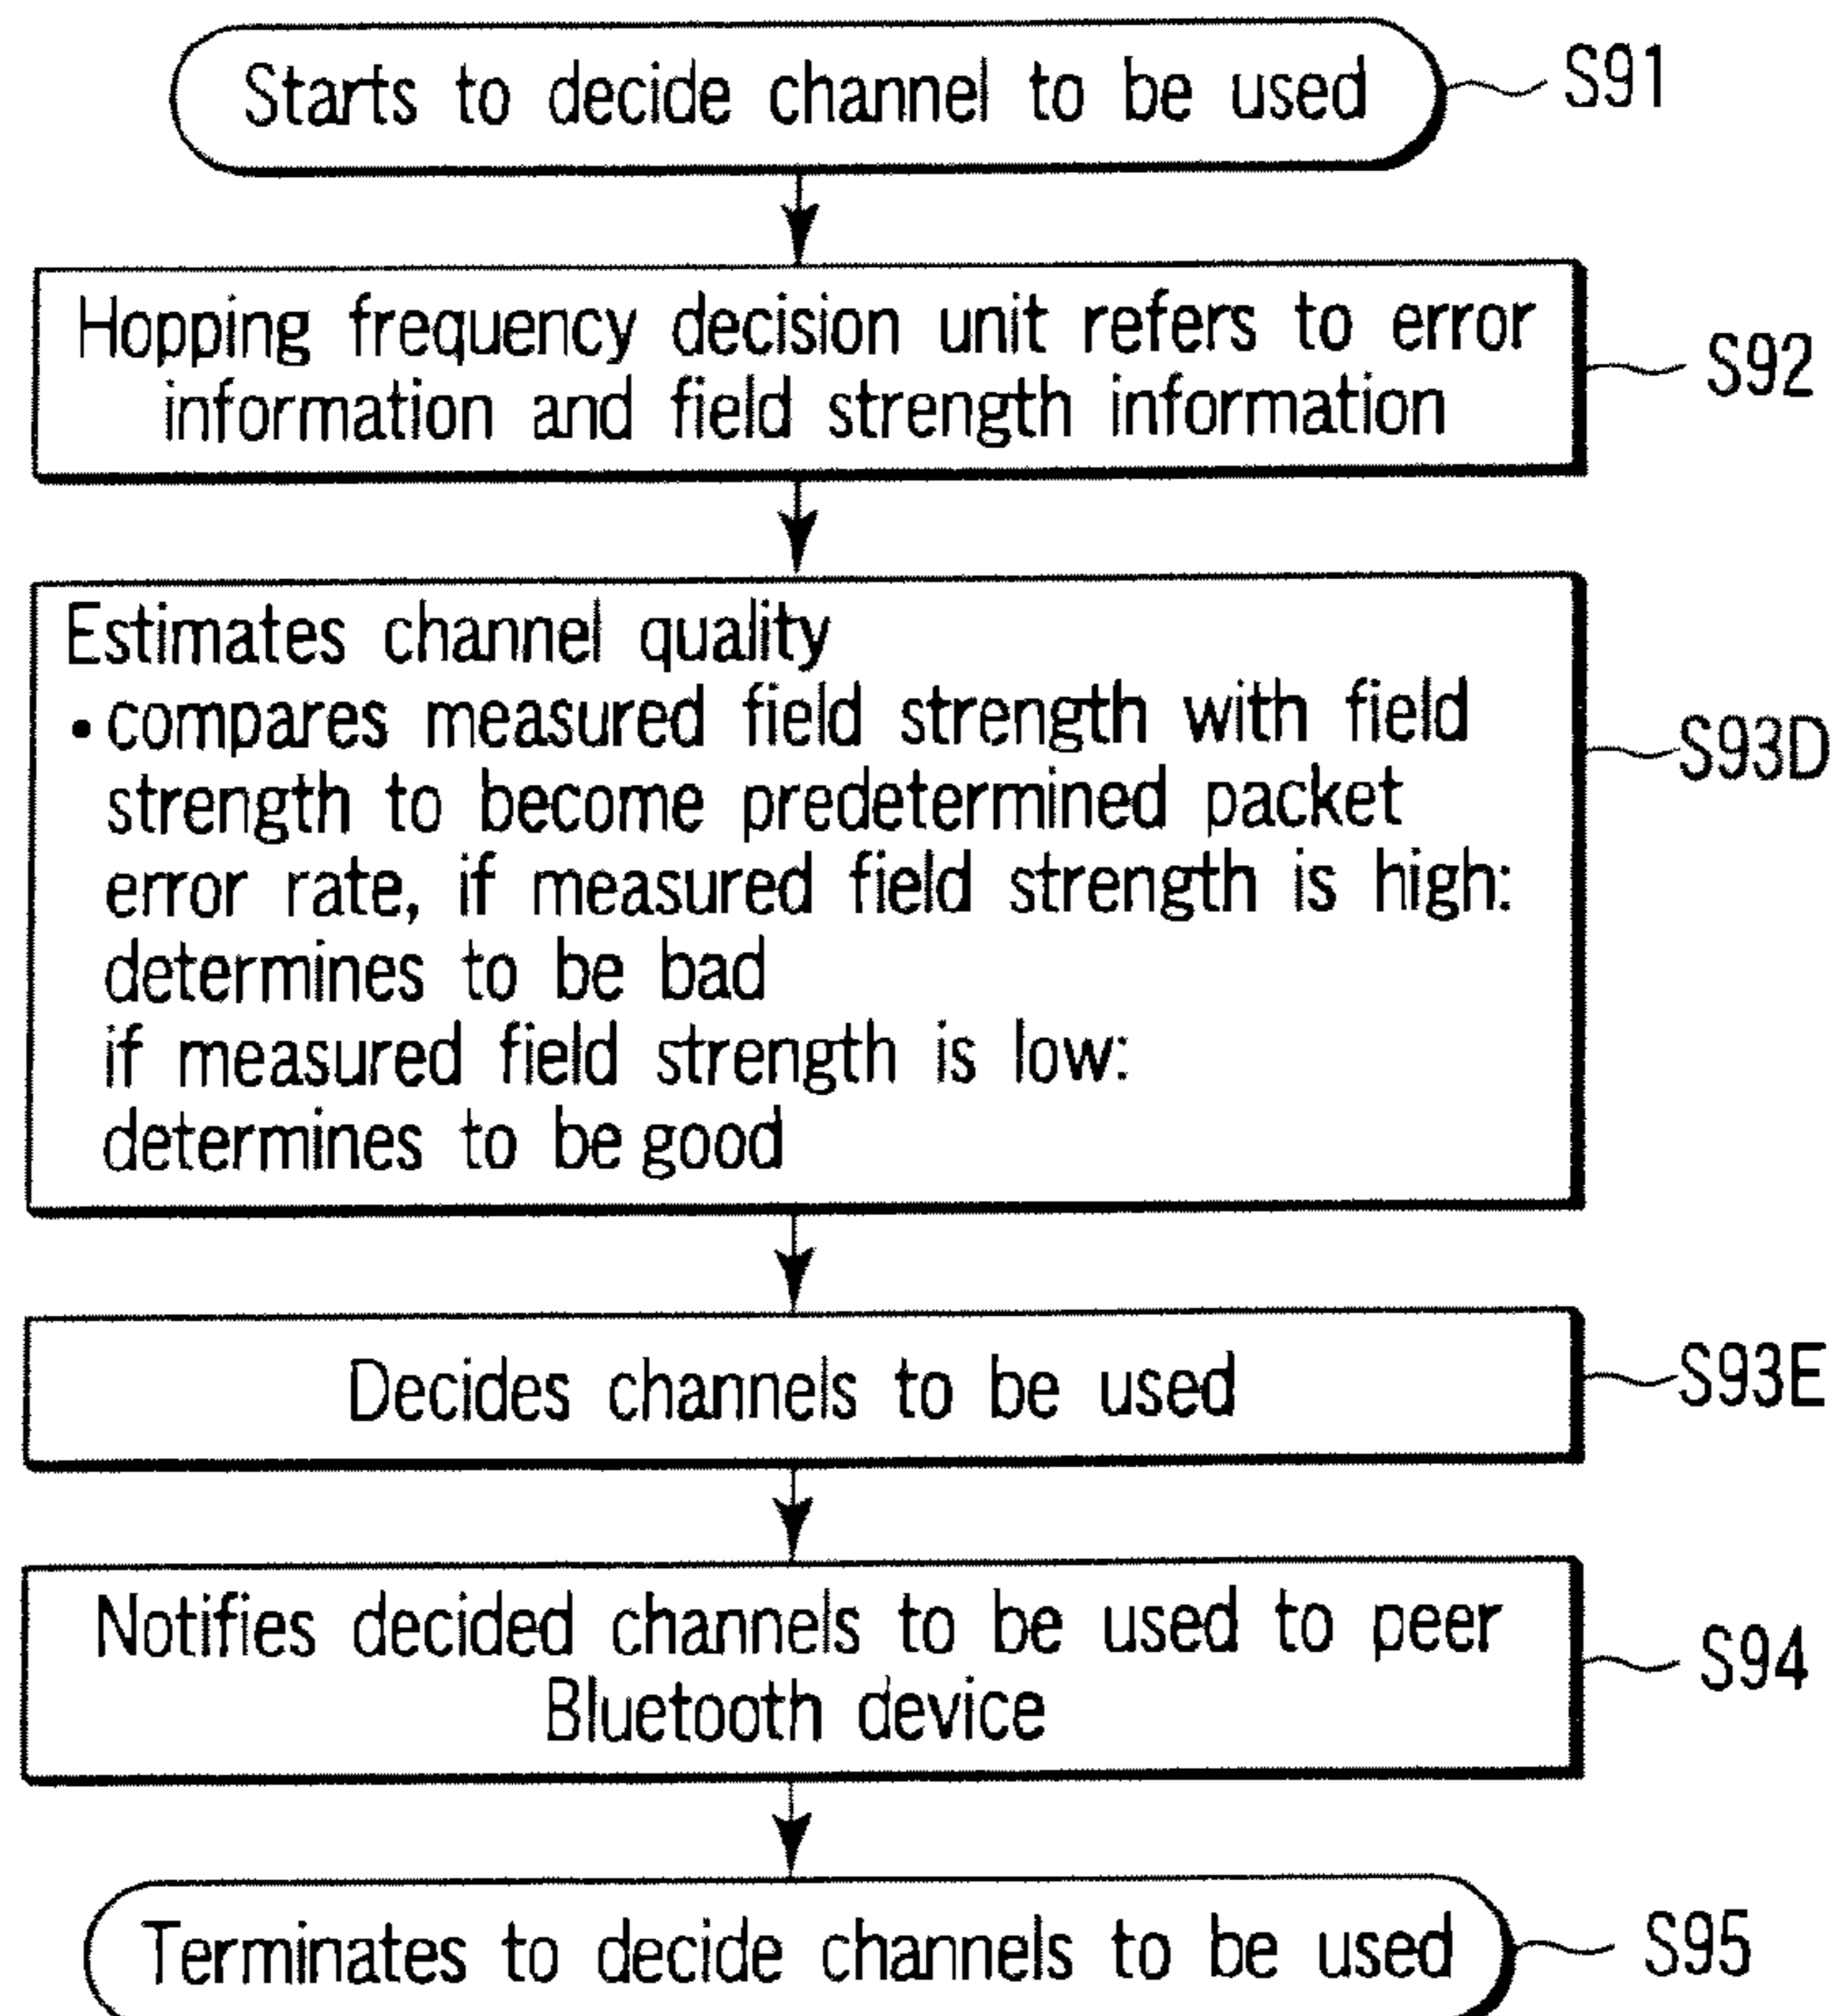 Starts to decide channel to be used
S91
Hopping frequency decision unit refers to error
information and field strength information
S92
Estimates channel quality
• compares measured field strength with field
strength to become predetermined packet
error rate, if measured field strength is high:
determines to be bad
if measured field strength is low:
determines to be good
S93D
Decides channels to be used
S93E
Notifies decided channels to be used to peer
Bluetooth device
S94
Terminates to decide channels to be used
S95